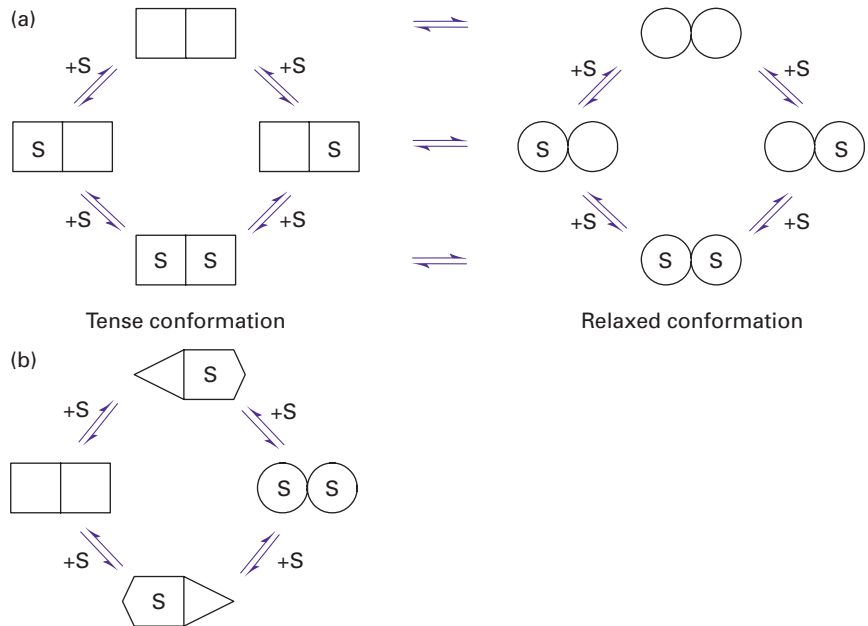 (a)
+S +S +S +S
S S S S
+S +S +S +S
S S S S
Tense conformation Relaxed conformation
(b)
S
+S +S
S S
+S +S
S